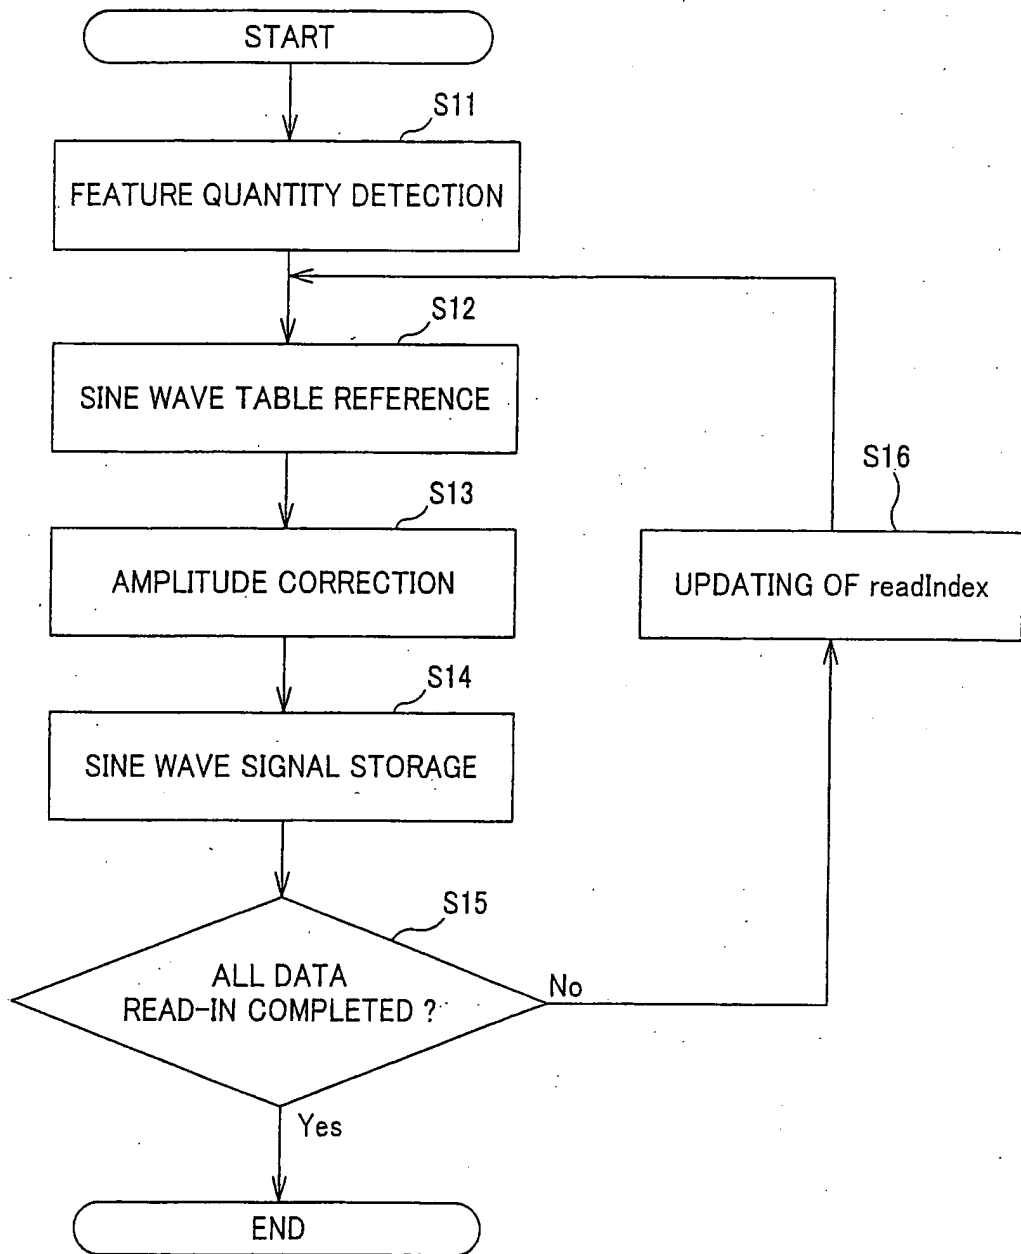 START
S11
FEATURE QUANTITY DETECTION
S12
SINE WAVE TABLE REFERENCE
S13
AMPLITUDE CORRECTION
S14
SINE WAVE SIGNAL STORAGE
S15
ALL DATA
READ-IN COMPLETED ?
No
Yes
S16
UPDATING OF readIndex
END